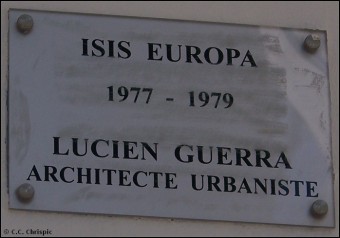 ISIS EUROPA
1977 - 1979
LUCIEN GUERRA
ARCHITECTE URBANISTE
© C.C. Chrispic